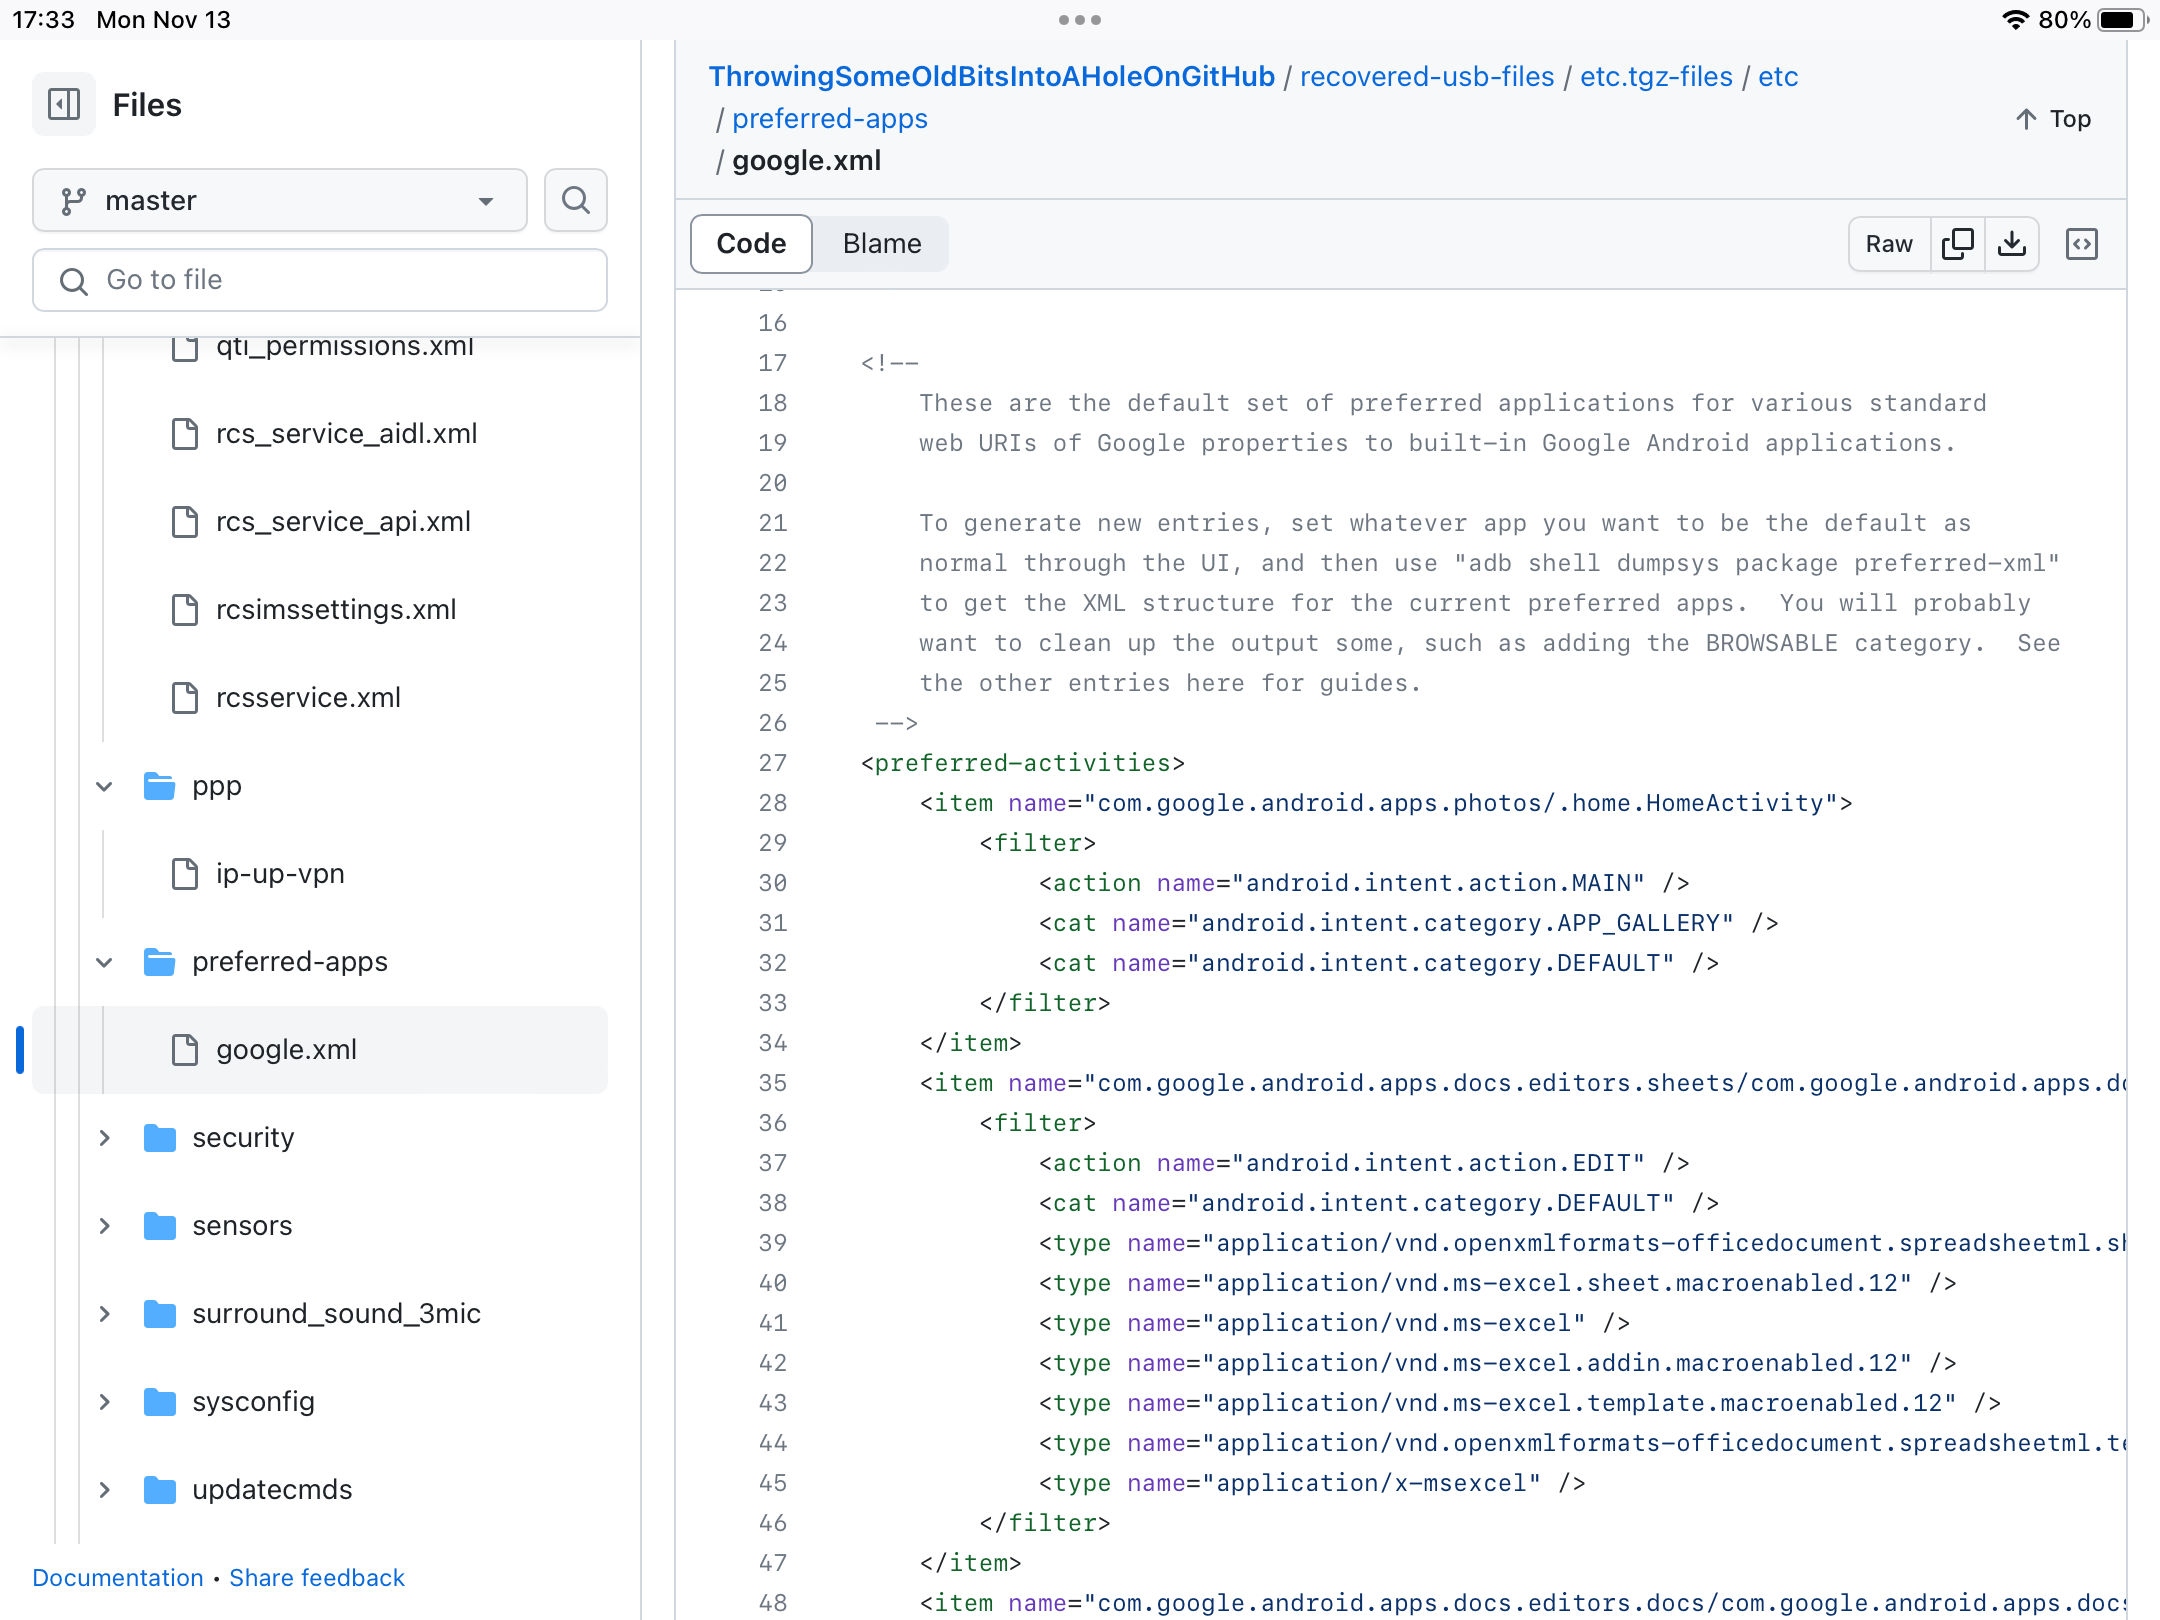 17:33 Mon Nov 13
80%
Files
master
Go to file
qti_permissions.xml
rcs_service_aidl.xml
rcs_service_api.xml
rcsimssettings.xml
rcsservice.xml
ppp
ip-up-vpn
preferred-apps
google.xml
security
sensors
surround_sound_3mic
sysconfig
updatecmds
Documentation • Share feedback
ThrowingSomeOldBitsIntoAHoleOnGitHub / recovered-usb-files / etc.tgz-files / etc
/ preferred-apps
/ google.xml
Top
Code Blame
Raw
16
17 <!--
18 These are the default set of preferred applications for various standard
19 web URIs of Google properties to built-in Google Android applications.
20
21 To generate new entries, set whatever app you want to be the default as
22 normal through the UI, and then use "adb shell dumpsys package preferred-xml"
23 to get the XML structure for the current preferred apps.  You will probably
24 want to clean up the output some, such as adding the BROWSABLE category.  See
25 the other entries here for guides.
26 -->
27 <preferred-activities>
28 <item name="com.google.android.apps.photos/.home.HomeActivity">
29 <filter>
30 <action name="android.intent.action.MAIN" />
31 <cat name="android.intent.category.APP_GALLERY" />
32 <cat name="android.intent.category.DEFAULT" />
33 </filter>
34 </item>
35 <item name="com.google.android.apps.docs.editors.sheets/com.google.android.apps.do
36 <filter>
37 <action name="android.intent.action.EDIT" />
38 <cat name="android.intent.category.DEFAULT" />
39 <type name="application/vnd.openxmlformats-officedocument.spreadsheetml.sh
40 <type name="application/vnd.ms-excel.sheet.macroenabled.12" />
41 <type name="application/vnd.ms-excel" />
42 <type name="application/vnd.ms-excel.addin.macroenabled.12" />
43 <type name="application/vnd.ms-excel.template.macroenabled.12" />
44 <type name="application/vnd.openxmlformats-officedocument.spreadsheetml.te
45 <type name="application/x-msexcel" />
46 </filter>
47 </item>
48 <item name="com.google.android.apps.docs.editors.docs/com.google.android.apps.docs